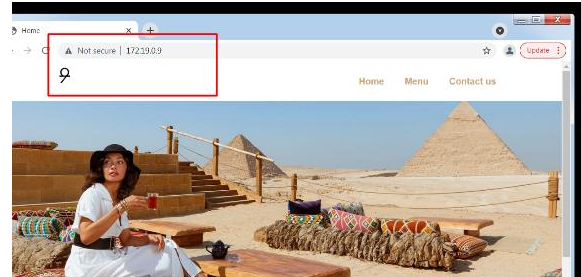 Home
Update
Not secure | 172.19.0.9
9
Home Menu Contact us